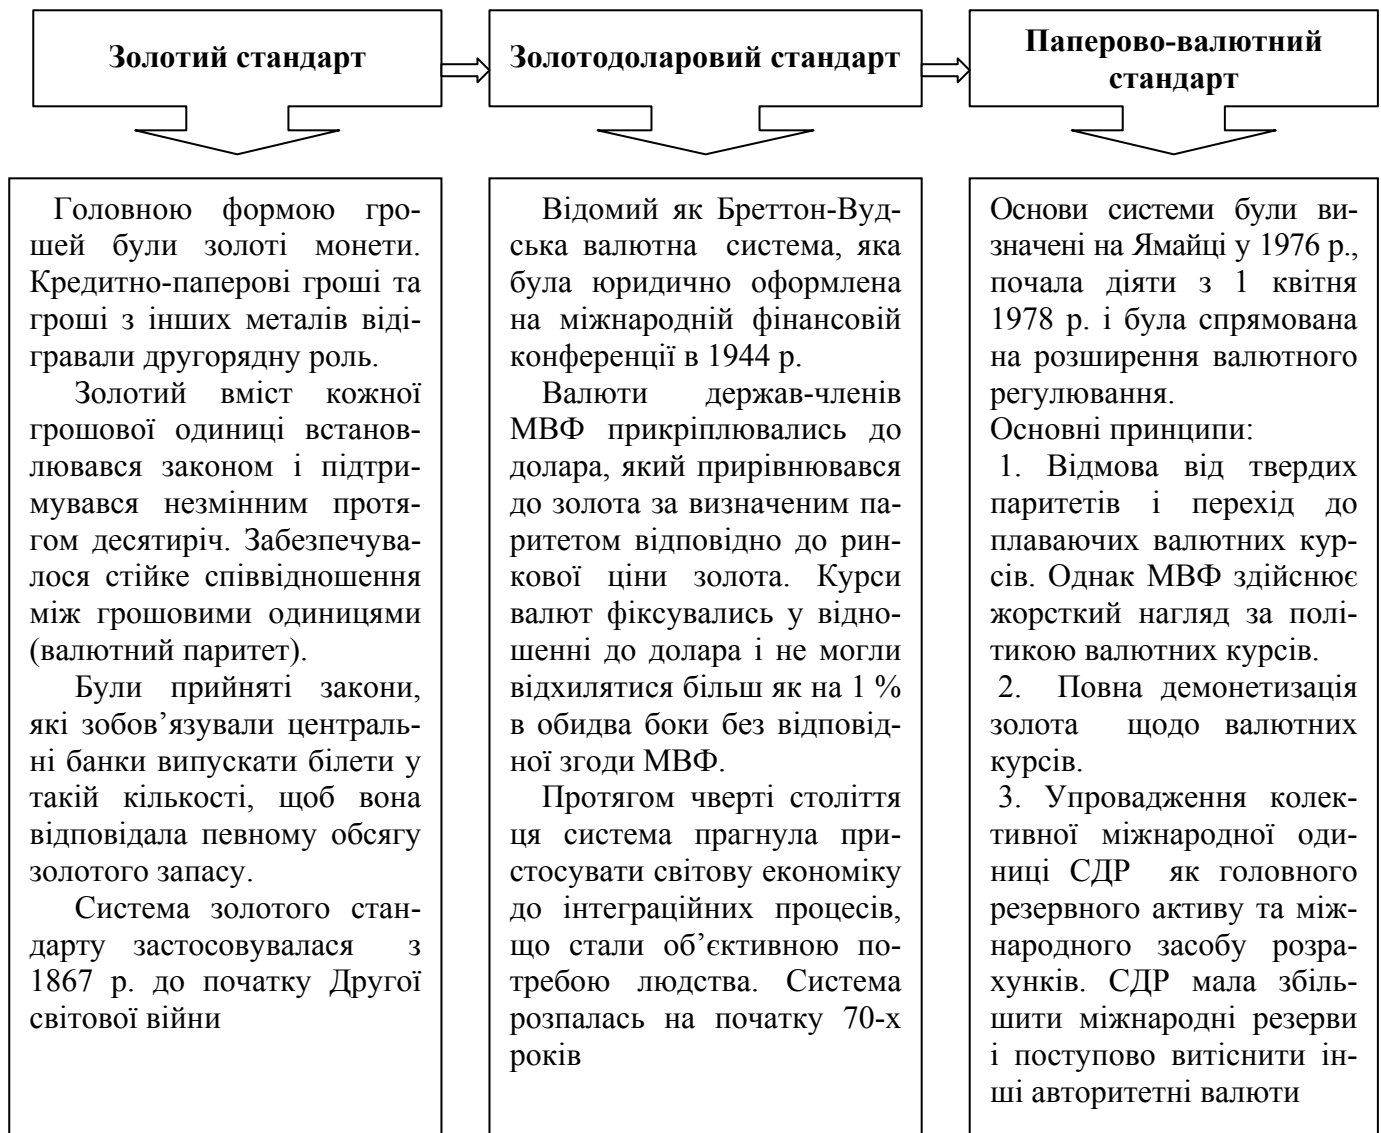 Золотий стандарт
Золотодоларовий стандарт
Паперово-валютний
стандарт
Головною формою гро-
шей були золоті монети.
Кредитно-паперові гроші та
гроші з інших металів віді-
гравали другорядну роль.
Золотий вміст кожної
грошової одиниці встанов-
лювався законом і підтри-
мувався незмінним протя-
гом десятиріч. Забезпечува-
лося стійке співвідношення
між грошовими одиницями
(валютний паритет).
Були прийняті закони,
які зобов’язували централь-
ні банки випускати білети у
такій кількості, щоб вона
відповідала певному обсягу
золотого запасу.
Система золотого стан-
дарту застосовувалася з
1867 р. до початку Другої
світової війни
Відомий як Бреттон-Вуд-
ська валютна система, яка
була юридично оформлена
на міжнародній фінансовій
конференції в 1944 р.
Валюти держав-членів
МВФ прикріплювались до
долара, який прирівнювався
до золота за визначеним па-
ритетом відповідно до рин-
кової ціни золота. Курси
валют фіксувались у відно-
шенні до долара і не могли
відхилятися більш як на 1 %
в обидва боки без відповід-
ної згоди МВФ.
Протягом чверті століття
ця система прагнула при-
стосувати світову економіку
до інтеграційних процесів,
що стали об’єктивною по-
требою людства. Система
розпалась на початку 70-х
років
Основи системи були ви-
значені на Ямайці у 1976 р.,
почала діяти з 1 квітня
1978 р. і була спрямована
на розширення валютного
регулювання.
Основні принципи:
1. Відмова від твердих
паритетів і перехід до
плаваючих валютних кур-
сів. Однак МВФ здійснює
жорсткий нагляд за полі-
тикою валютних курсів.
2. Повна демонетизація
золота щодо валютних
курсів.
3. Упровадження колек-
тивної міжнародної оди-
ниці СДР як головного
резервного активу та між-
народного засобу розра-
хунків. СДР мала збіль-
шити міжнародні резерви
і поступово витіснити ін-
ші авторитетні валюти